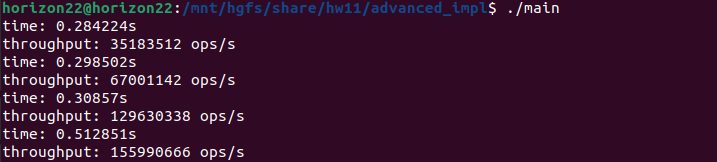 horizon22@horizon22:/mnt/hgfs/share/hw11/advanced_impl$ ./main
time: 0.284224s
throughput: 35183512 ops/s
time: 0.298502s
throughput: 67001142 ops/s
time: 0.30857s
throughput: 129630338 ops/s
time: 0.512851s
throughput: 155990666 ops/s